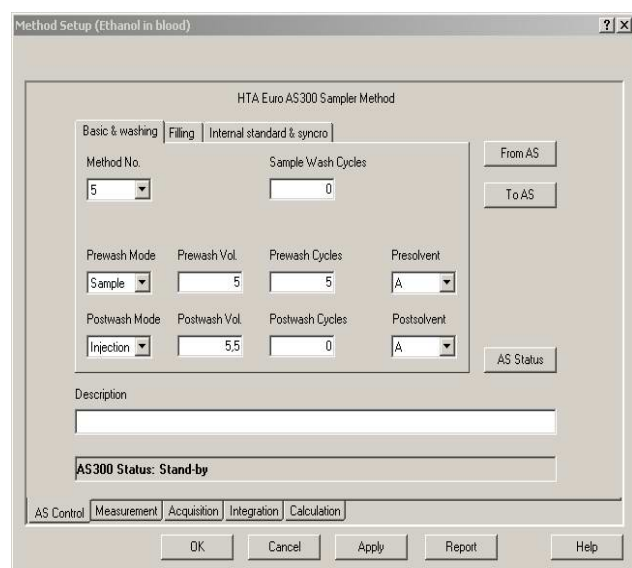 Method Setup (Ethanol in blood)
HTA Euro AS300 Sampler Method
Basic & washing Filling Internal standard & syncro
Method No. Sample Wash Cycles
5 0
From AS
To AS
Prewash Mode Prewash Vol. Prewash Cycles Presolvent
Sample 5 5 A
Postwash Mode Postwash Vol. Postwash Cycles Postsolvent
Injection 5,5 0 A
AS Status
Description
AS300 Status: Stand-by
AS Control Measurement Acquisition Integration Calculation
OK Cancel Apply Report Help